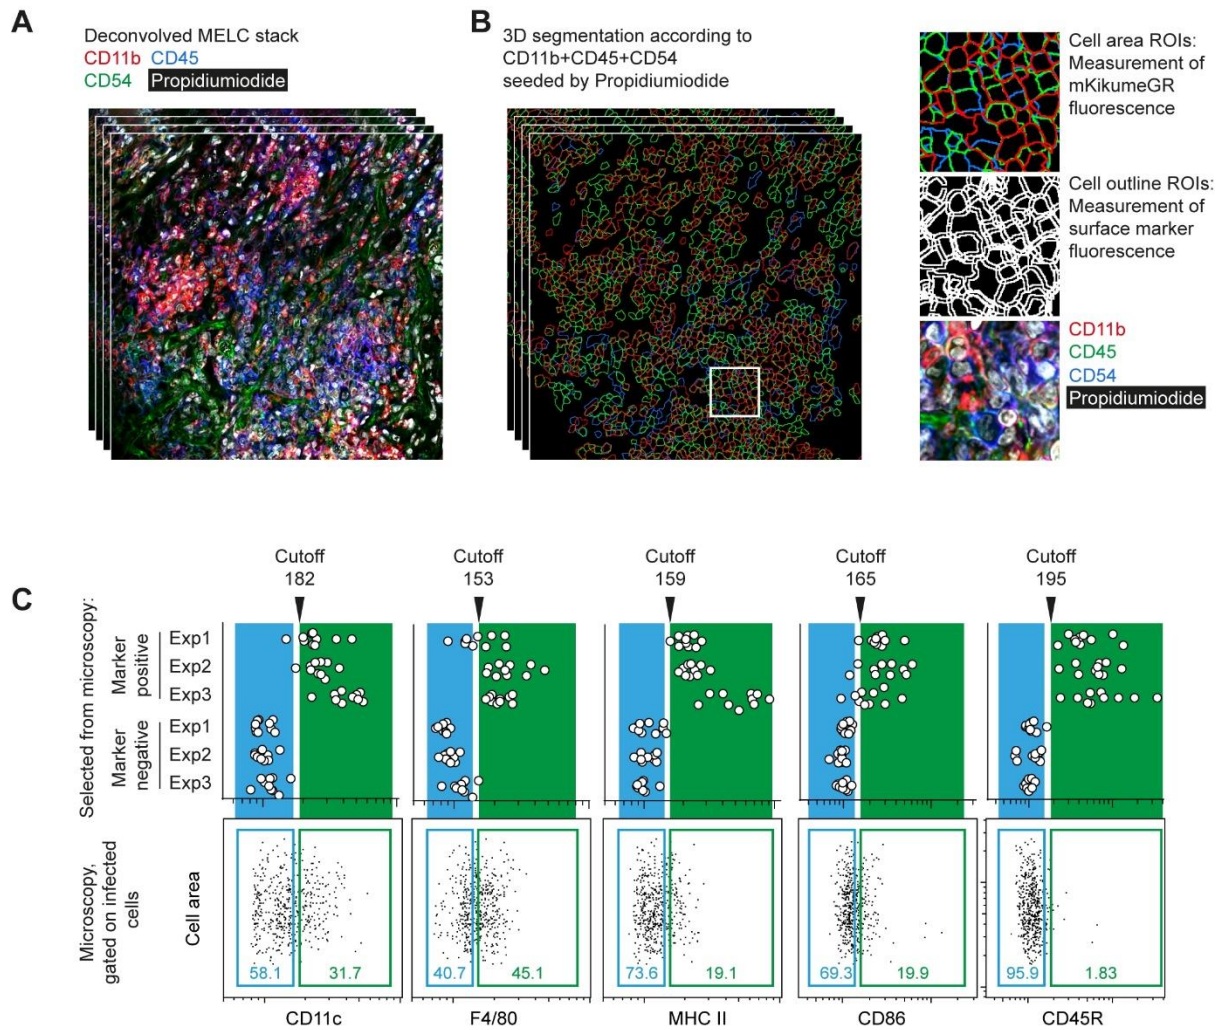 A
Deconvolved MELC stack
CD11b CD45
CD54 Propidiumiodide
B
3D segmentation according to
CD11b+CD45+CD54
seeded by Propidiumiodide
Cell area ROIs:
Measurement of
mKikumeGR
fluorescence
Cell outline ROIs:
Measurement of
surface marker
fluorescence
CD11b
CD45
CD54
Propidiumiodide
C
Cutoff
182
Cutoff
153
Cutoff
159
Cutoff
165
Cutoff
195
Selected from microscopy:
Marker
positive
Exp1
Exp2
Exp3
Marker
negative
Exp1
Exp2
Exp3
Microscopy,
gated on infected
cells
Cell area
58.1 31.7
40.7 45.1
73.6 19.1
69.3 19.9
95.9 1.83
CD11c
F4/80
MHC II
CD86
CD45R